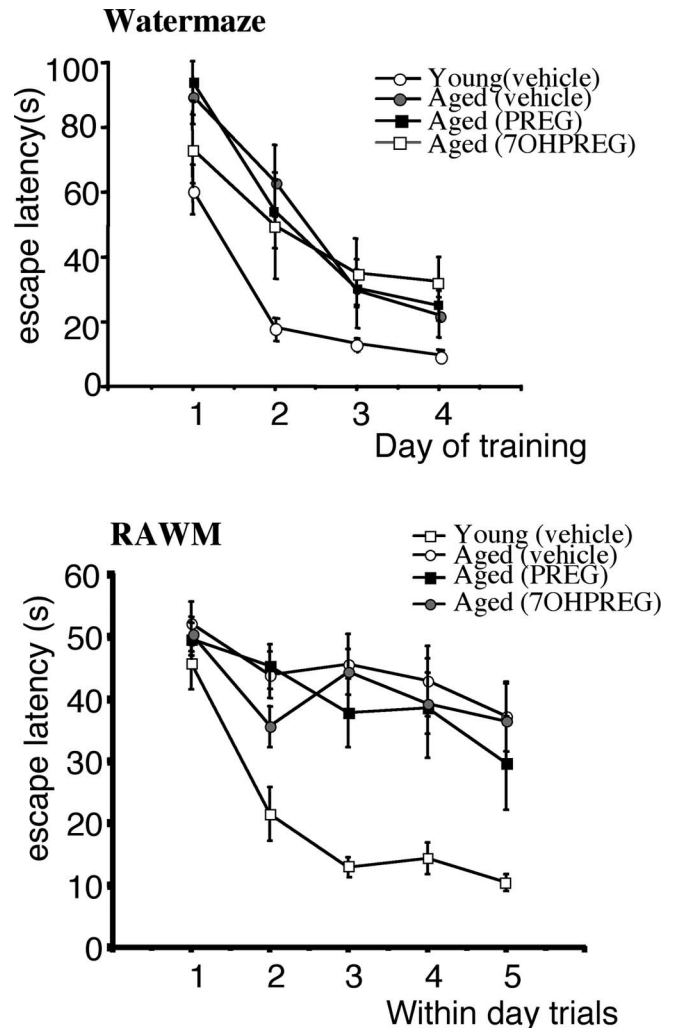 Watermaze
100
80
60
40
20
0
escape latency(s)
Young(vehicle)
Aged (vehicle)
Aged (PREG)
Aged (7OHPREG)
1 2 3 4
Day of training
RAWM
60
50
40
30
20
10
0
escape latency (s)
Young (vehicle)
Aged (vehicle)
Aged (PREG)
Aged (7OHPREG)
1 2 3 4 5
Within day trials